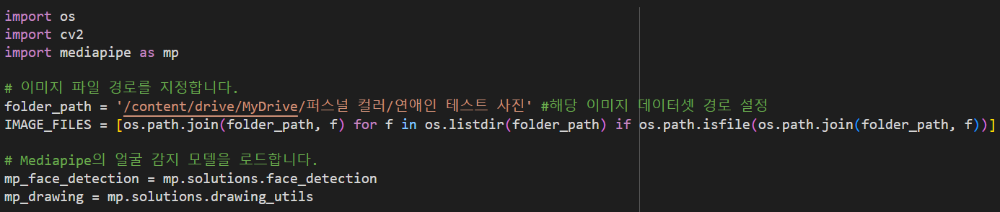 import os
import cv2
import mediapipe as mp
# 이미지 파일 경로를 지정합니다.
folder_path = '/content/drive/MyDrive/퍼스널 컬러/연애인 테스트 사진' #해당 이미지 데이터셋 경로 설정
IMAGE_FILES = [os.path.join(folder_path, f) for f in os.listdir(folder_path) if os.path.isfile(os.path.join(folder_path, f))]
# Mediapipe의 얼굴 감지 모델을 로드합니다.
mp_face_detection = mp.solutions.face_detection
mp_drawing = mp.solutions.drawing_utils